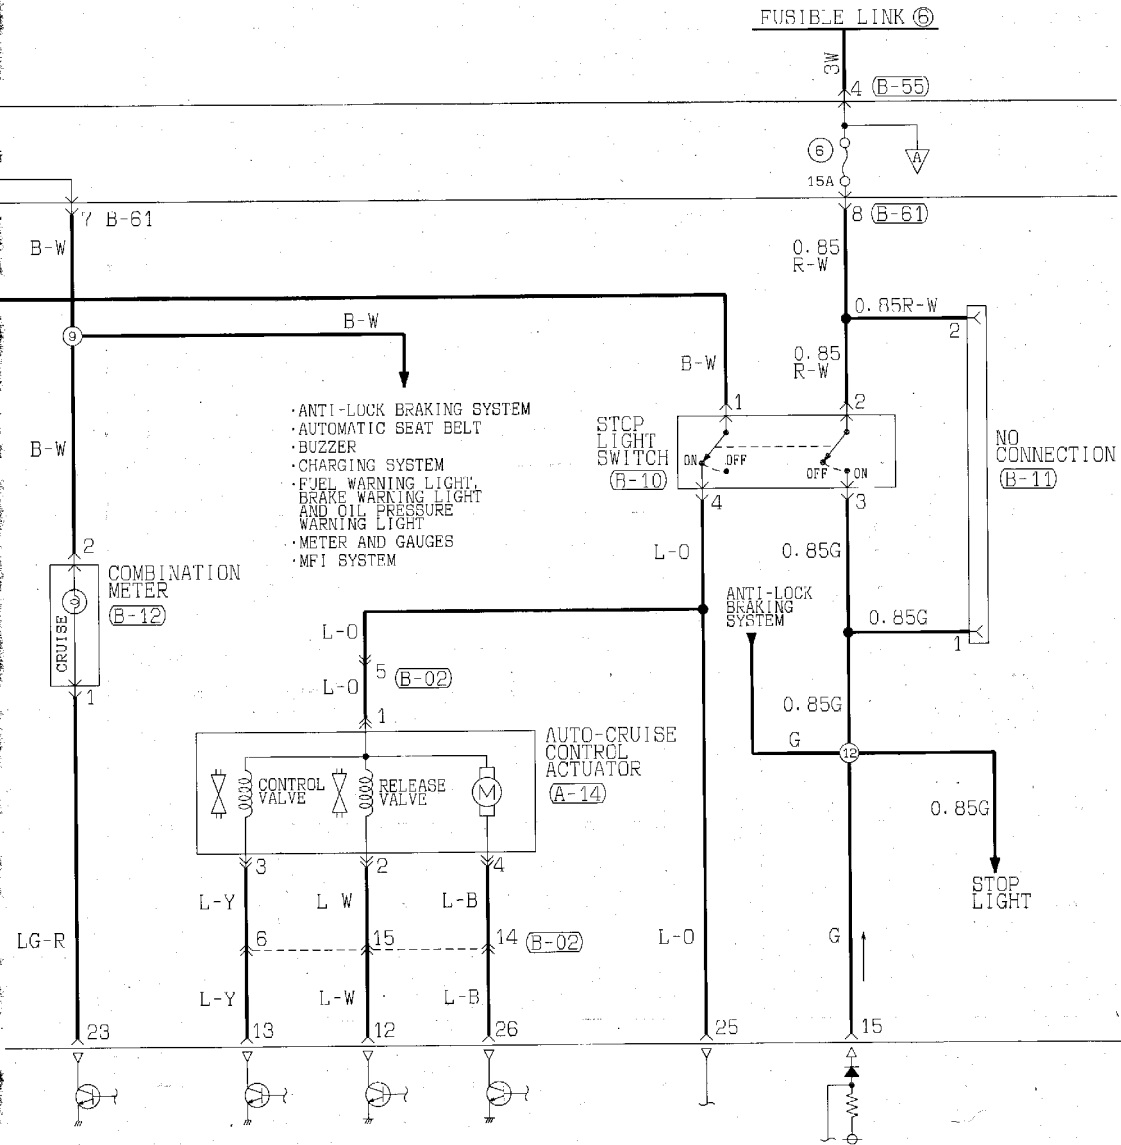 FUSIBLE LINK ⑥
3W
4 (B-55)
⑥
A
15A
7 B-61
8 (B-61)
B-W
0.85
R-W
0.85R-W
2
⑨
B-W
B-W
0.85
R-W
1
2
·ANTI-LOCK BRAKING SYSTEM
·AUTOMATIC SEAT BELT
·BUZZER
·CHARGING SYSTEM
·FUEL WARNING LIGHT,
BRAKE WARNING LIGHT
AND OIL PRESSURE
WARNING LIGHT
·METER AND GAUGES
·MFI SYSTEM
B-W
STOP
LIGHT
SWITCH
(B-10)
ON
OFF
OFF
ON
4
3
NO
CONNECTION
(B-11)
L-O
0.85G
2
COMBINATION
METER
(B-12)
CRUISE
1
ANTI-LOCK
BRAKING
SYSTEM
0.85G
1
L-O
5 (B-02)
L-O
1
0.85G
G
⑫
0.85G
STOP
LIGHT
AUTO-CRUISE
CONTROL
ACTUATOR
(A-14)
CONTROL
VALVE
RELEASE
VALVE
M
3
2
4
L-Y
L W
L-B
6
15
14 (B-02)
LG-R
L-O
G
L-Y
L-W
L-B
23
13
12
26
25
15